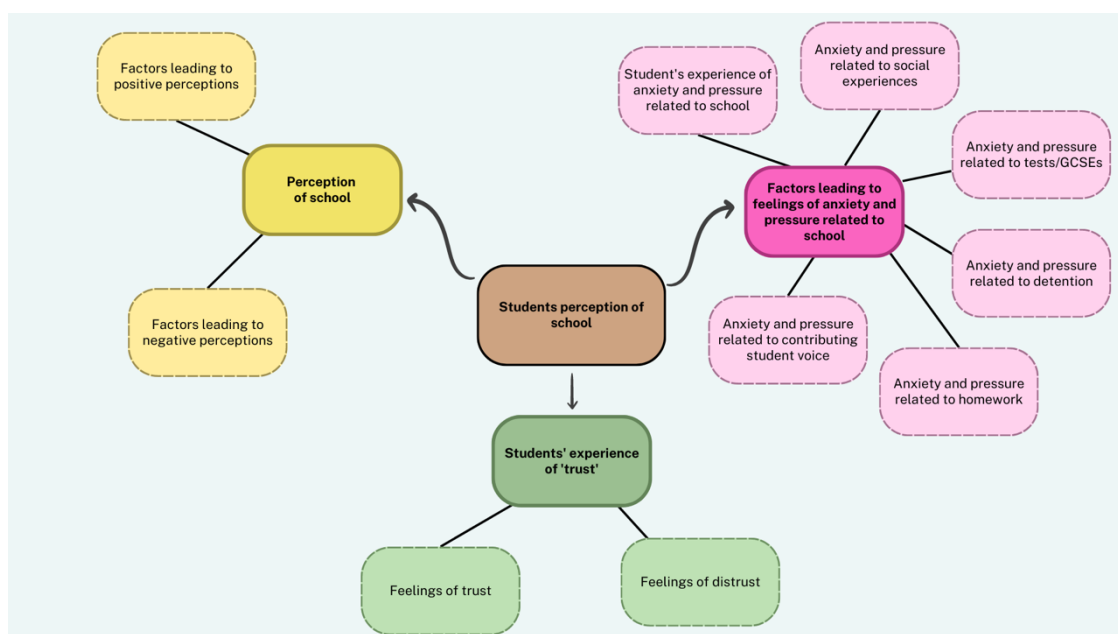 Factors leading to
positive perceptions
Perception
of school
Factors leading to
negative perceptions
Students perception of
school
Student's experience of
anxiety and pressure
related to school
Anxiety and pressure
related to social
experiences
Anxiety and pressure
related to tests/GCSEs
Factors leading to
feelings of anxiety and
pressure related to
school
Anxiety and pressure
related to detention
Anxiety and pressure
related to contributing
student voice
Anxiety and pressure
related to homework
Students' experience
of 'trust'
Feelings of trust
Feelings of distrust